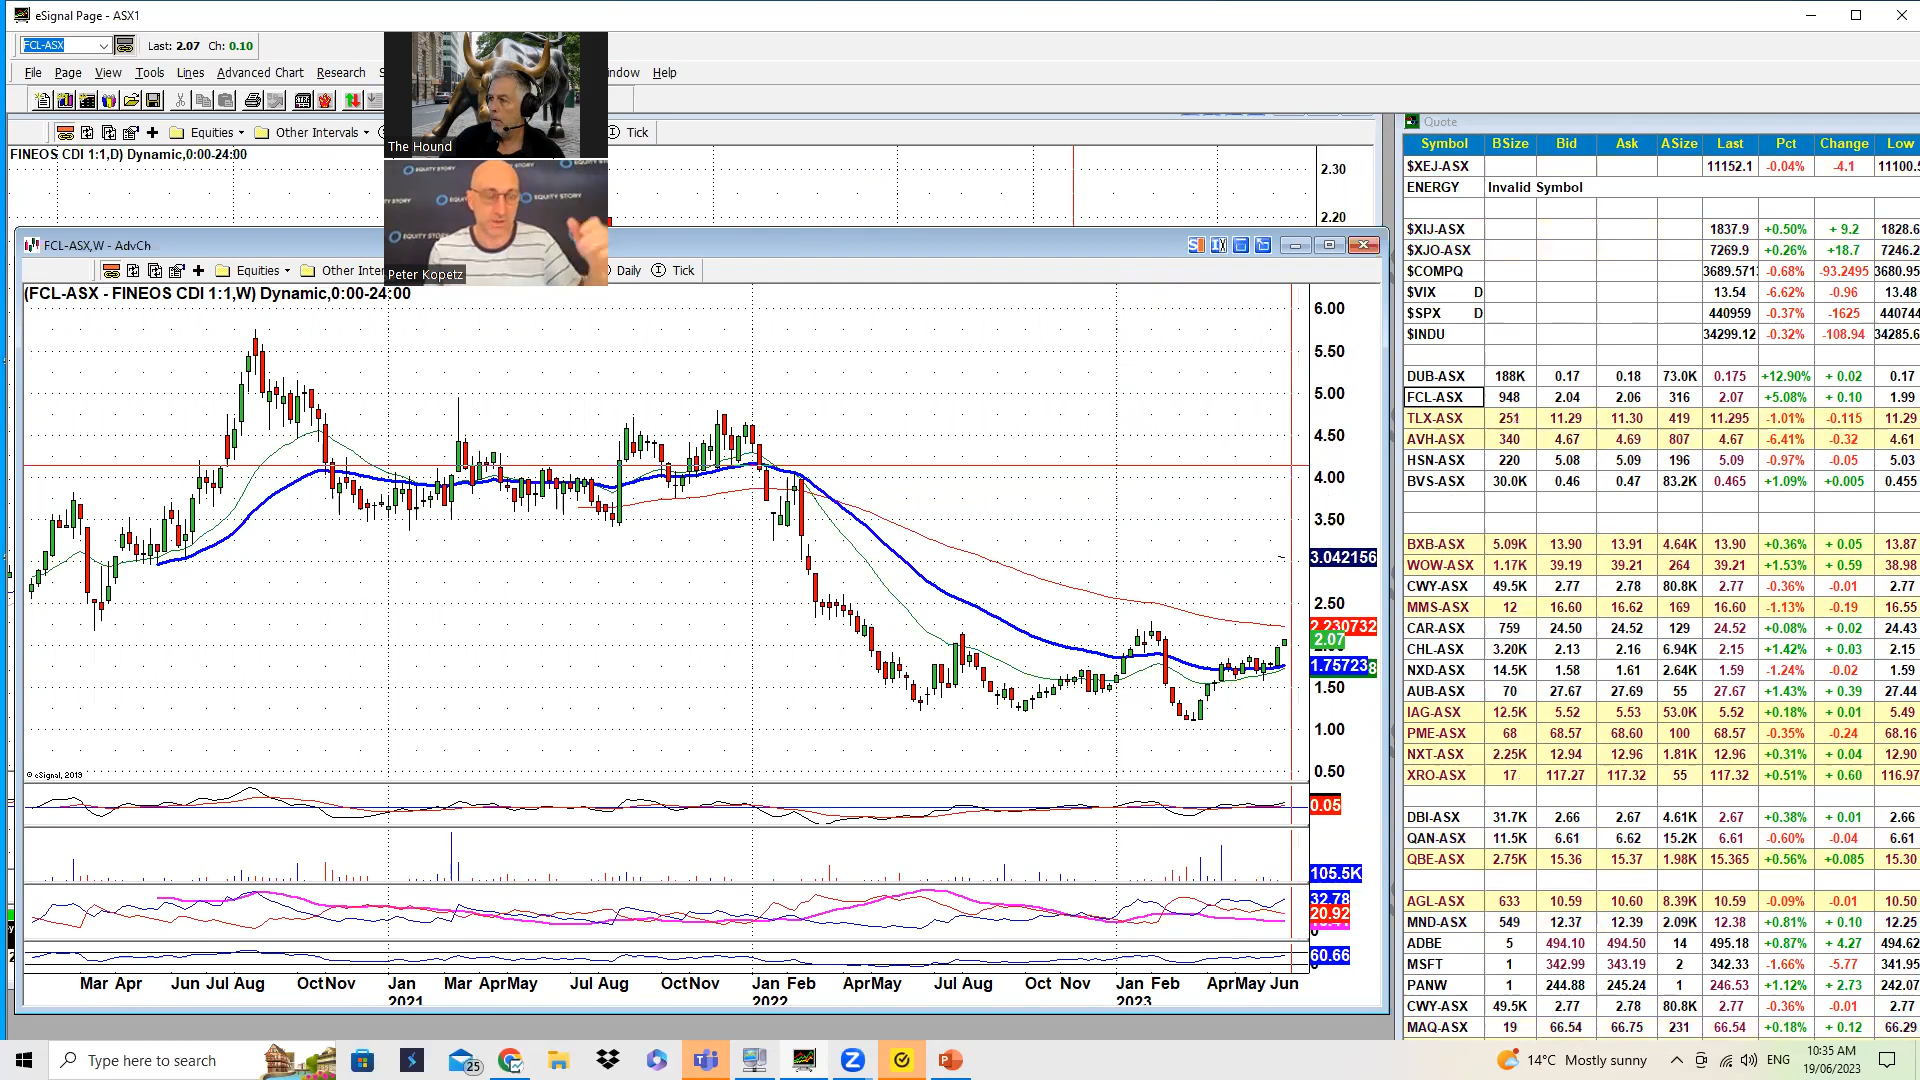 eSignal Page - ASX1
FCL-ASX Last: 2.07 Ch: 0.10
File Page View Tools Lines Advanced Chart Research Help
Equities Other Intervals Tick
FINEOS CDI 1:1,D) Dynamic,0:00-24:00
2.30
2.20
The Hound
EQUITY STORY
EQUITY STORY
Peter Kopetz
FCL-ASX,W - AdvCh
Equities Daily Tick
(FCL-ASX - FINEOS CDI 1:1,W) Dynamic,0:00-24:00
6.00
5.50
5.00
4.50
4.00
3.50
3.042156
2.50
2.230732
2.07
1.75723
1.50
1.00
0.50
© eSignal, 2019
0.05
105.5K
32.78
20.92
60.66
Mar Apr Jun Jul Aug Oct Nov Jan Mar Apr May Jul Aug Oct Nov Jan Feb Apr May Jul Aug Oct Nov Jan Feb Apr May Jun
2021 2022 2023
Quote
Symbol BSize Bid Ask ASize Last Pct Change Low
$XEJ-ASX 11152.1 -0.04% -4.1 11100.5
ENERGY Invalid Symbol
$XIJ-ASX 1837.9 +0.50% + 9.2 1828.6
$XJO-ASX 7269.9 +0.26% +18.7 7246.2
$COMPQ 3689.571 -0.68% -93.2495 3680.95
$VIX D 13.54 -6.62% -0.96 13.48
$SPX D 440959 -0.37% -1625 440744
$INDU 34299.12 -0.32% -108.94 34285.6
DUB-ASX 188K 0.17 0.18 73.0K 0.175 +12.90% + 0.02 0.17
FCL-ASX 948 2.04 2.06 316 2.07 +5.08% + 0.10 1.99
TLX-ASX 251 11.29 11.30 419 11.295 -1.01% -0.115 11.29
AVH-ASX 340 4.67 4.69 807 4.67 -6.41% -0.32 4.61
HSN-ASX 220 5.08 5.09 196 5.09 -0.97% -0.05 5.03
BVS-ASX 30.0K 0.46 0.47 83.2K 0.465 +1.09% +0.005 0.455
BXB-ASX 5.09K 13.90 13.91 4.64K 13.90 +0.36% + 0.05 13.87
WOW-ASX 1.17K 39.19 39.21 264 39.21 +1.53% + 0.59 38.98
CWY-ASX 49.5K 2.77 2.78 80.8K 2.77 -0.36% -0.01 2.77
MMS-ASX 12 16.60 16.62 169 16.60 -1.13% -0.19 16.55
CAR-ASX 759 24.50 24.52 129 24.52 +0.08% + 0.02 24.43
CHL-ASX 3.20K 2.13 2.16 6.94K 2.15 +1.42% + 0.03 2.15
NXD-ASX 14.5K 1.58 1.61 2.64K 1.59 -1.24% -0.02 1.59
AUB-ASX 70 27.67 27.69 55 27.67 +1.43% + 0.39 27.44
IAG-ASX 12.5K 5.52 5.53 53.0K 5.52 +0.18% + 0.01 5.49
PME-ASX 68 68.57 68.60 100 68.57 -0.35% -0.24 68.16
NXT-ASX 2.25K 12.94 12.96 1.81K 12.96 +0.31% + 0.04 12.90
XRO-ASX 17 117.27 117.32 55 117.32 +0.51% + 0.60 116.97
DBI-ASX 31.7K 2.66 2.67 4.61K 2.67 +0.38% + 0.01 2.66
QAN-ASX 11.5K 6.61 6.62 15.2K 6.61 -0.60% -0.04 6.61
QBE-ASX 2.75K 15.36 15.37 1.98K 15.365 +0.56% +0.085 15.30
AGL-ASX 633 10.59 10.60 8.39K 10.59 -0.09% -0.01 10.50
MND-ASX 549 12.37 12.39 2.09K 12.38 +0.81% + 0.10 12.25
ADBE 5 494.10 494.50 14 495.18 +0.87% + 4.27 494.62
MSFT 1 342.99 343.19 2 342.33 -1.66% -5.77 341.95
PANW 1 244.88 245.24 1 246.53 +1.12% + 2.73 242.07
CWY-ASX 49.5K 2.77 2.78 80.8K 2.77 -0.36% -0.01 2.77
MAQ-ASX 19 66.54 66.75 231 66.54 +0.18% + 0.12 66.29
Type here to search 25 14°C Mostly sunny ENG 10:35 AM
19/06/2023